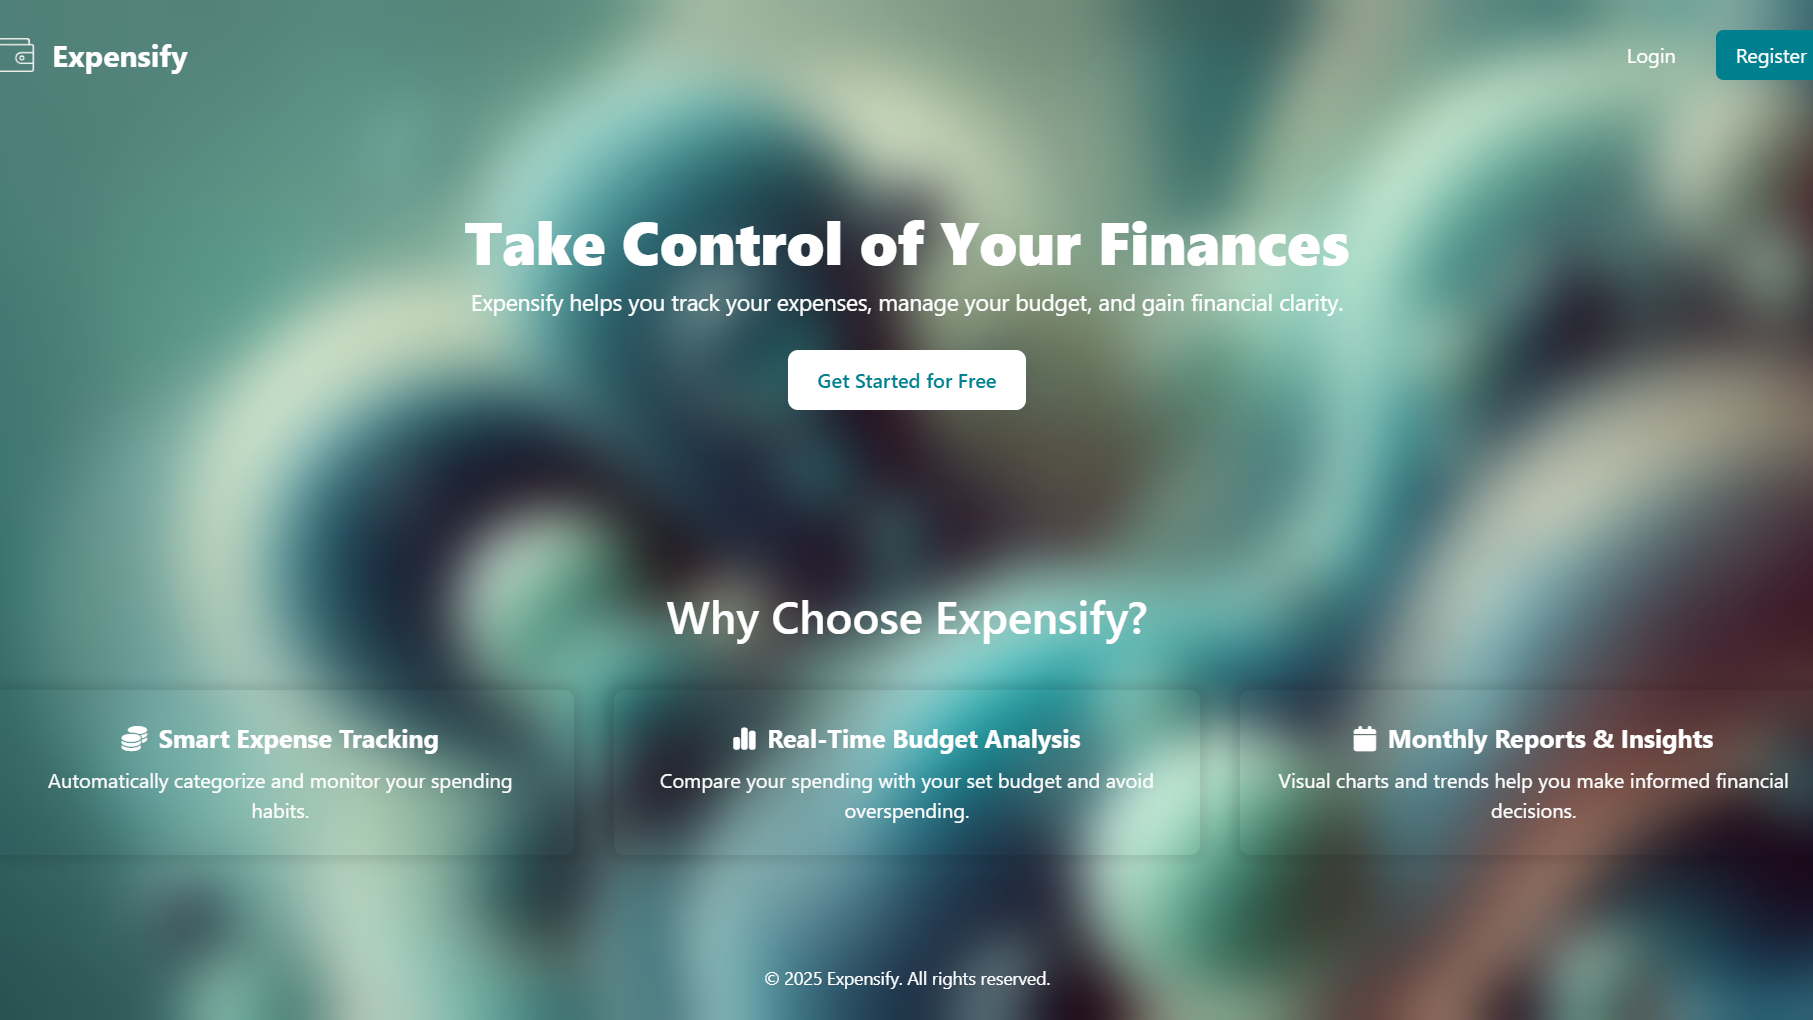 Expensify
Login
Register
Take Control of Your Finances
Expensify helps you track your expenses, manage your budget, and gain financial clarity.
Get Started for Free
Why Choose Expensify?
Smart Expense Tracking
Automatically categorize and monitor your spending
habits.
Real-Time Budget Analysis
Compare your spending with your set budget and avoid
overspending.
Monthly Reports & Insights
Visual charts and trends help you make informed financial
decisions.
© 2025 Expensify. All rights reserved.